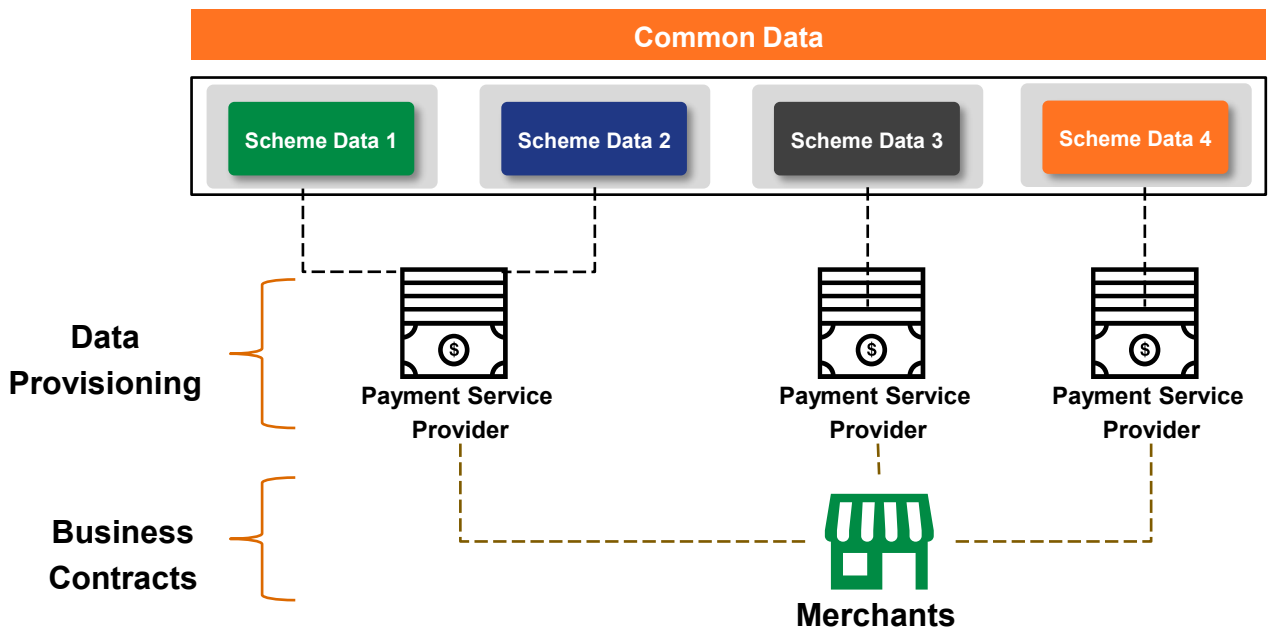 Common Data
Scheme Data 1
Scheme Data 2
Scheme Data 3
Scheme Data 4
Data
Provisioning
$
$
$
Payment Service
Provider
Payment Service
Provider
Payment Service
Provider
Business
Contracts
Merchants